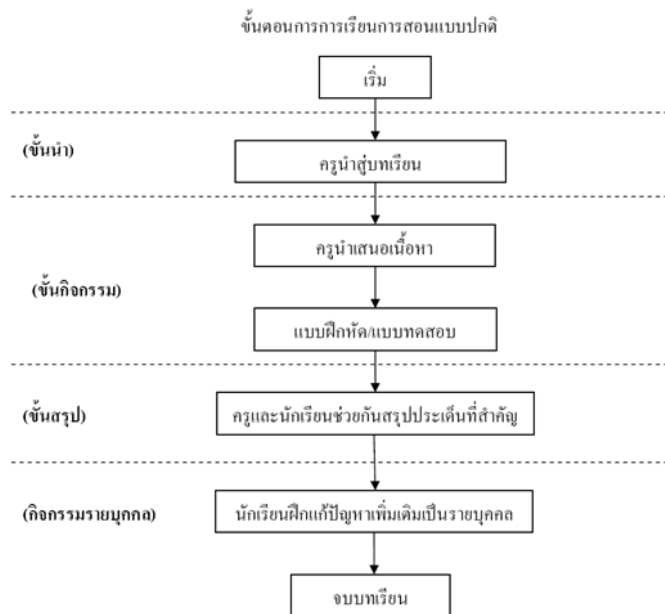 ขั้นตอนการการเรียนการสอนแบบปกติ
เริ่ม
(ขั้นนำ)
ครูนำสู่บทเรียน
ครูนำเสนอเนื้อหา
(ขั้นกิจกรรม)
แบบฝึกหัด/แบบทดสอบ
(ขั้นสรุป)
ครูและนักเรียนช่วยกันสรุปประเด็นที่สำคัญ
(กิจกรรมรายบุคคล)
นักเรียนฝึกแก้ปัญหาเพิ่มเติมเป็นรายบุคคล
จบบทเรียน